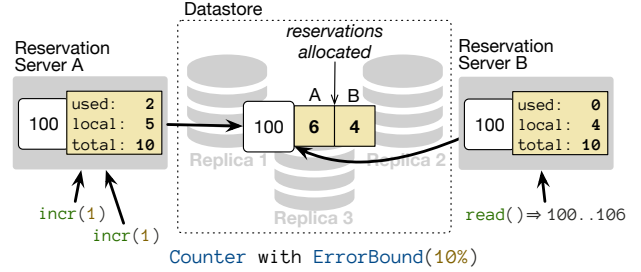 Datastore
Reservation
Server A
reservations
allocated
Reservation
Server B
100
used: 2
local: 5
total: 10
A B
100
6 4
100
used: 0
local: 4
total: 10
Replica 1
Replica 2
Replica 3
incr(1)
incr(1)
read()⇒100..106
Counter with ErrorBound(10%)